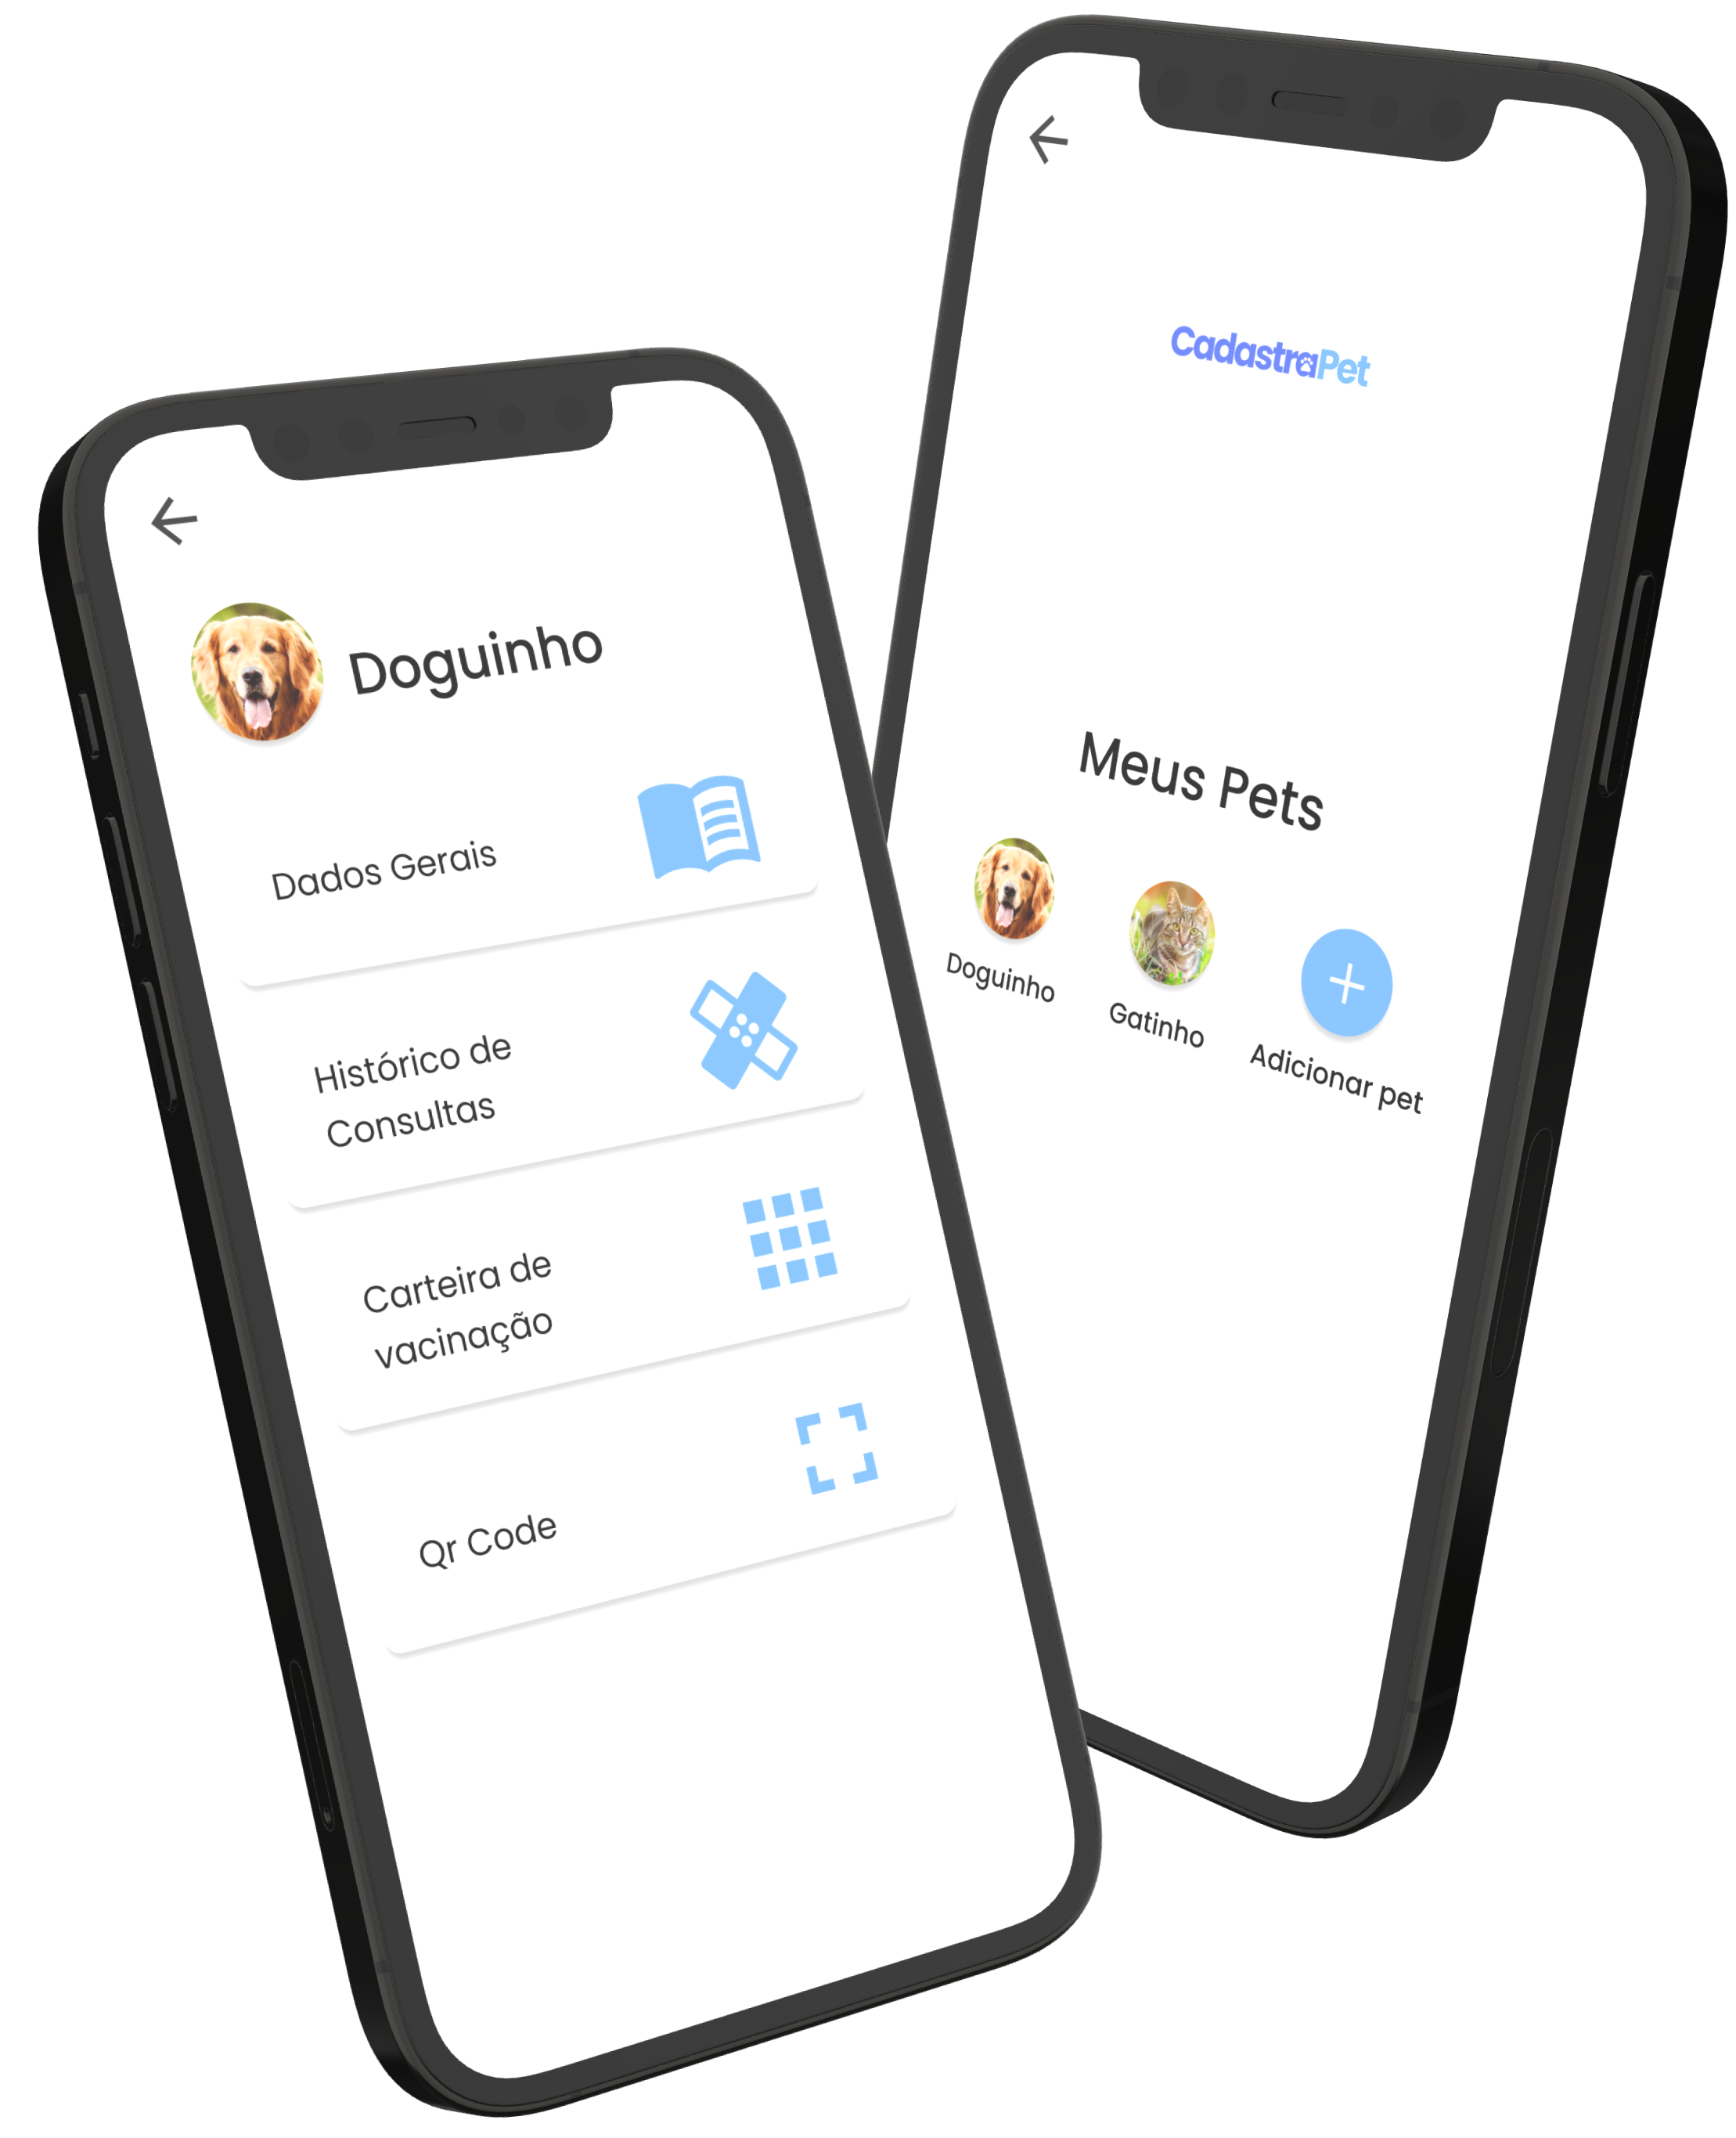 Doguinho
Dados Gerais
Histórico de
Consultas
Carteira de
vacinação
Qr Code
CadastraPet
Meus Pets
Doguinho
Gatinho
Adicionar pet